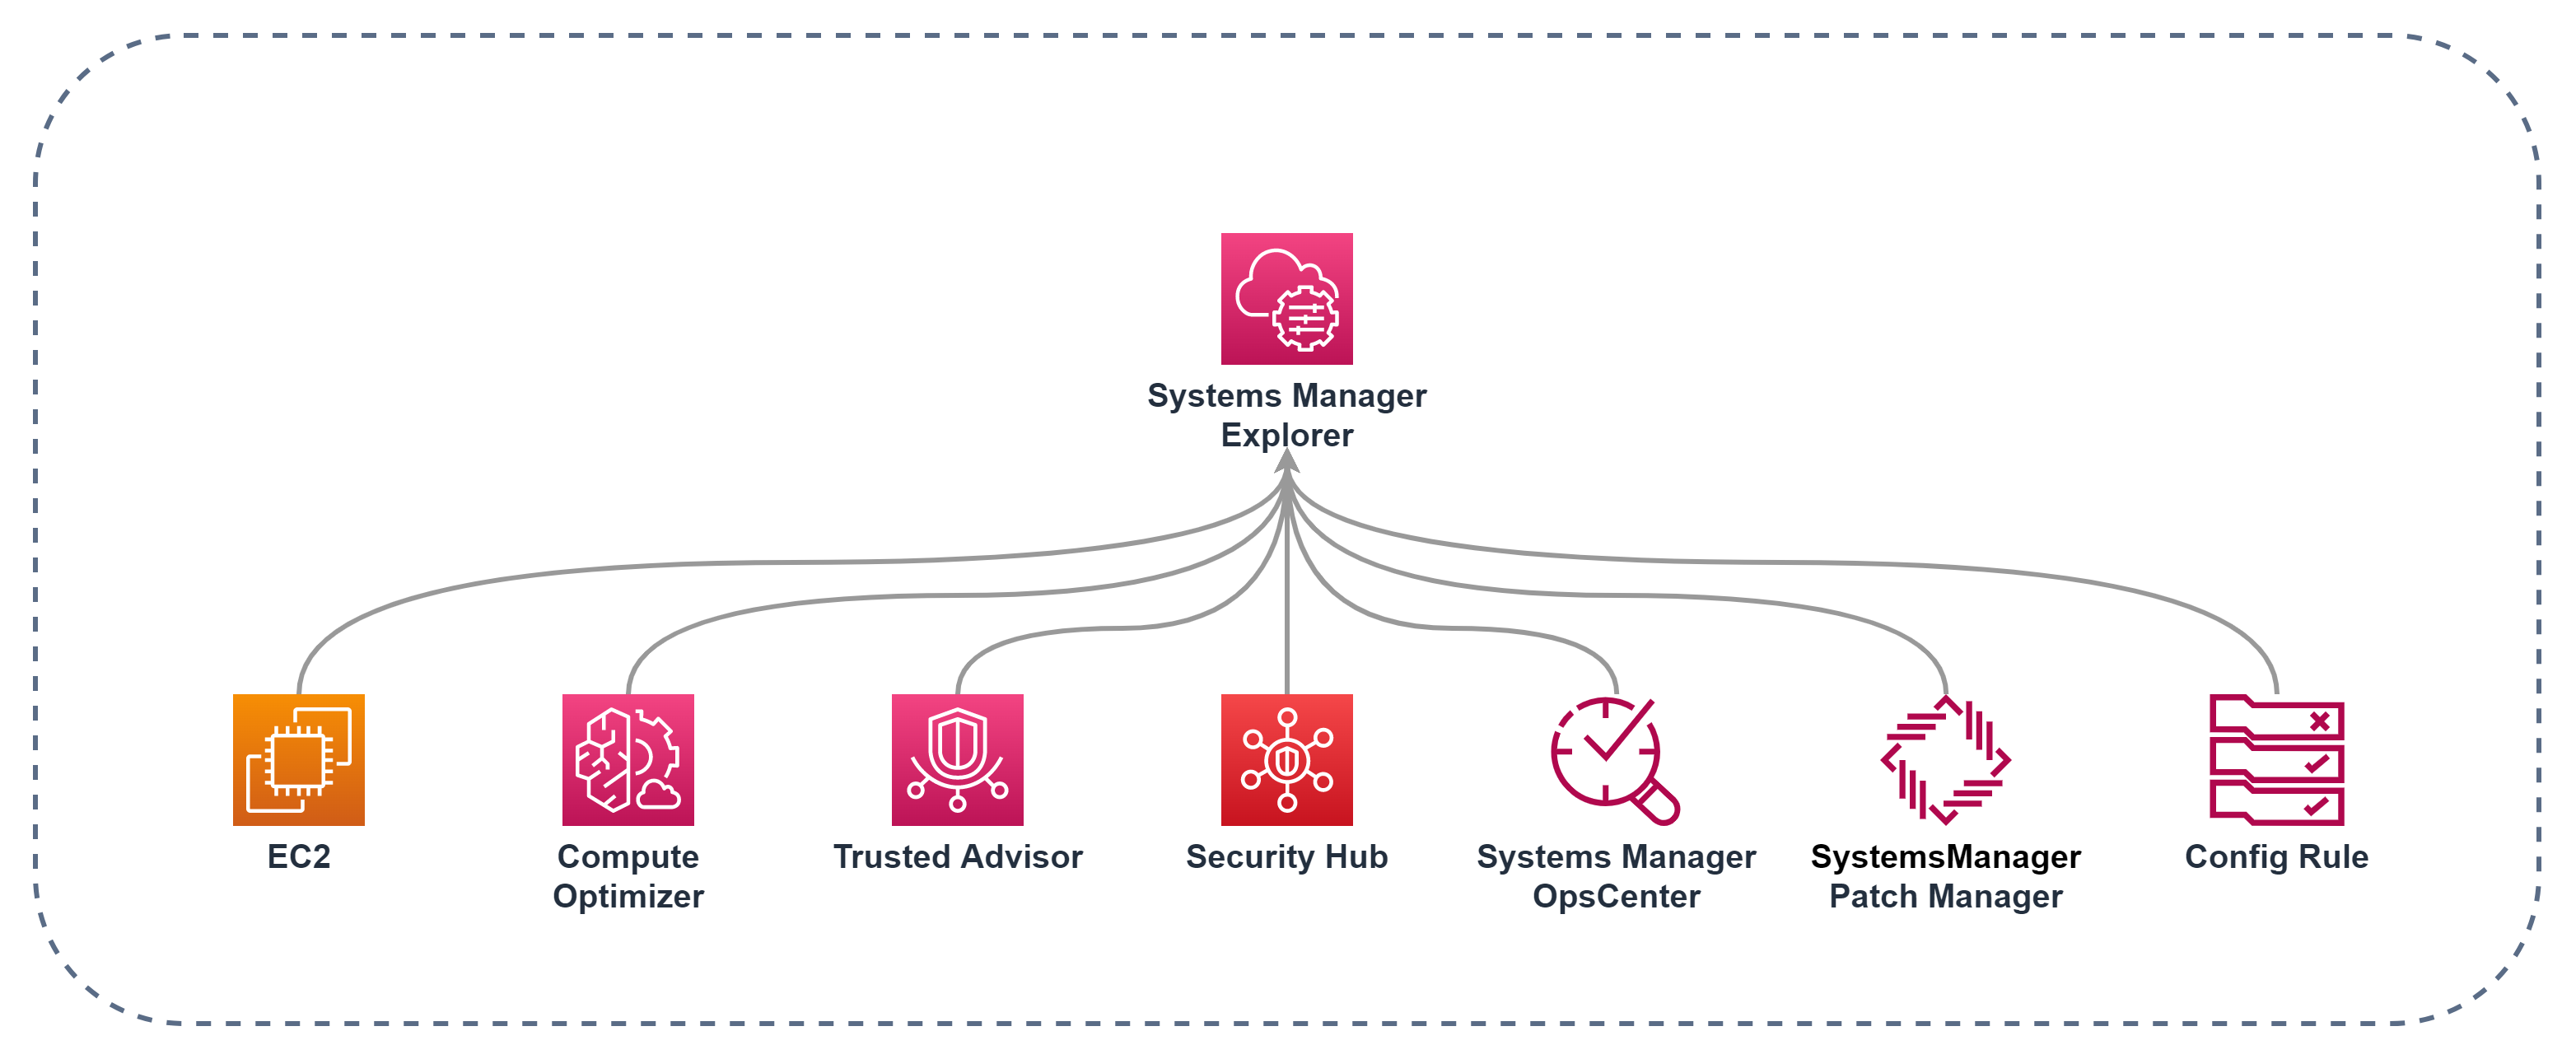 Systems Manager
Explorer
EC2
Compute
Optimizer
Trusted Advisor
Security Hub
Systems Manager
OpsCenter
SystemsManager
Patch Manager
Config Rule